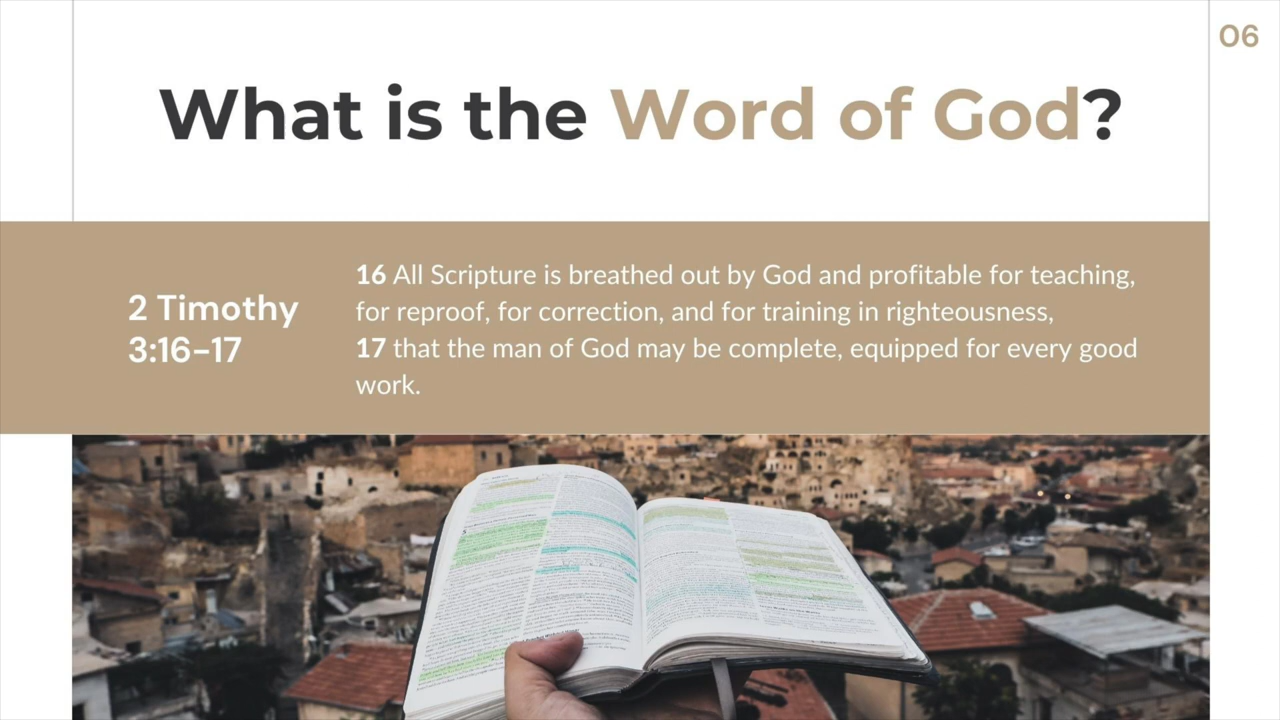 06
What is the Word of God?
2 Timothy
3:16-17
16 All Scripture is breathed out by God and profitable for teaching,
for reproof, for correction, and for training in righteousness,
17 that the man of God may be complete, equipped for every good
work.